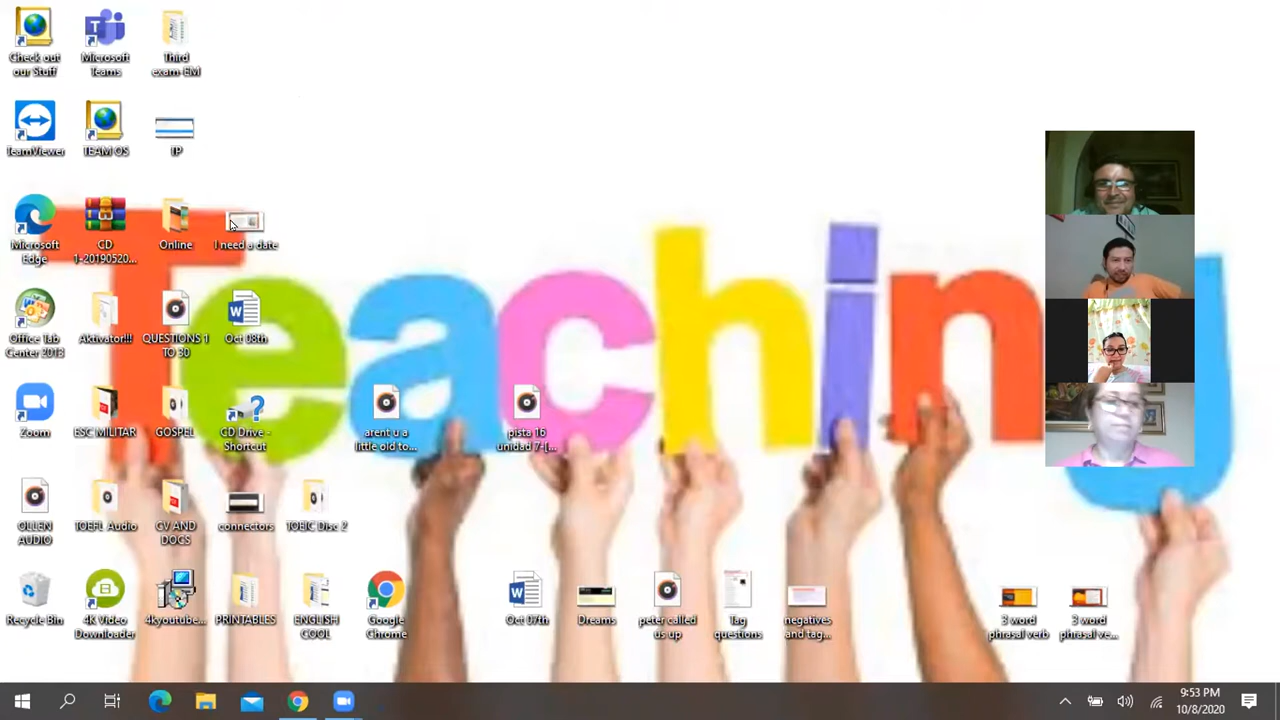 Check out
our Stuff
Microsoft
Teams
Third
exam-EM
TeamViewer
TEAM OS
TP
Microsoft
Edge
CD
1-20190520...
Online
I need a date
Office Tab
Center 2013
Aktivator!!!
QUESTIONS 1
TO 30
Oct 08th
Zoom
ESC MILITAR
GOSPEL
CD Drive -
Shortcut
arent u a
little old to...
pista 16
unidad 7-[...
OLLEN
AUDIO
TOEFL Audio
CV AND
DOCS
connectors
TOEIC Disc 2
Recycle Bin
4K Video
Downloader
4kyoutube...
PRINTABLES
ENGLISH
COOL
Google
Chrome
Oct 07th
Dreams
peter called
us up
Tag
questions
negatives
and tag...
3 word
phrasal verb
3 word
phrasal ve...
Teaching
9:53 PM
10/8/2020